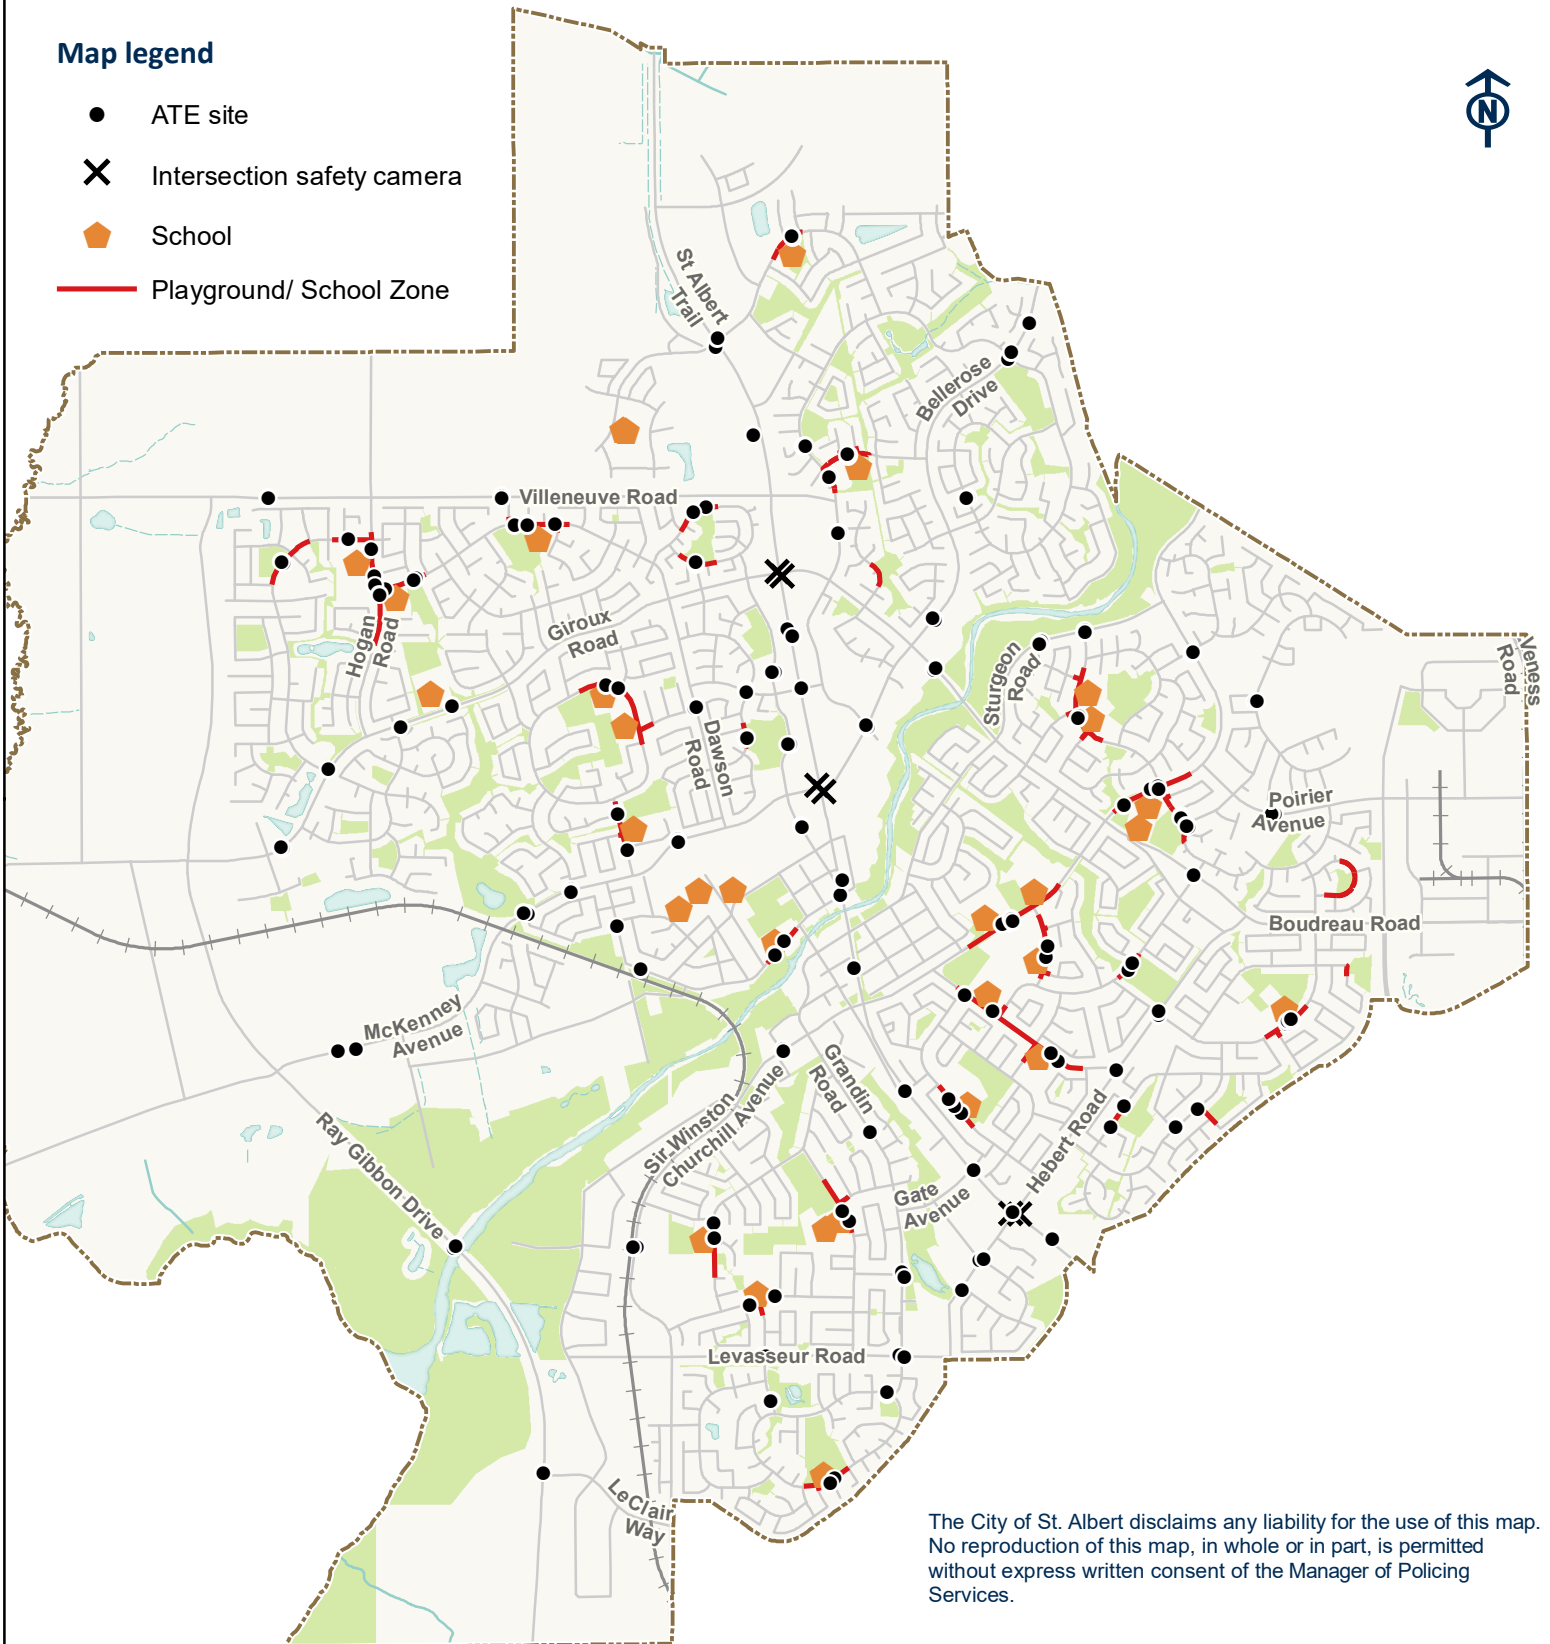 Map legend
ATE site
Intersection safety camera
School
Playground/ School Zone
N
St Albert
Trail
Bellerose
Drive
Villeneuve Road
Giroux
Road
Hogan
Road
Sturgeon
Road
Veness
Road
Dawson
Road
Poirier
Avenue
Boudreau Road
McKenney
Avenue
Grandin
Road
Sir Winston
Churchill Avenue
Ray Gibbon Drive
Hebert Road
Gate
Avenue
Levasseur Road
LeClair
Way
The City of St. Albert disclaims any liability for the use of this map.
No reproduction of this map, in whole or in part, is permitted
without express written consent of the Manager of Policing
Services.